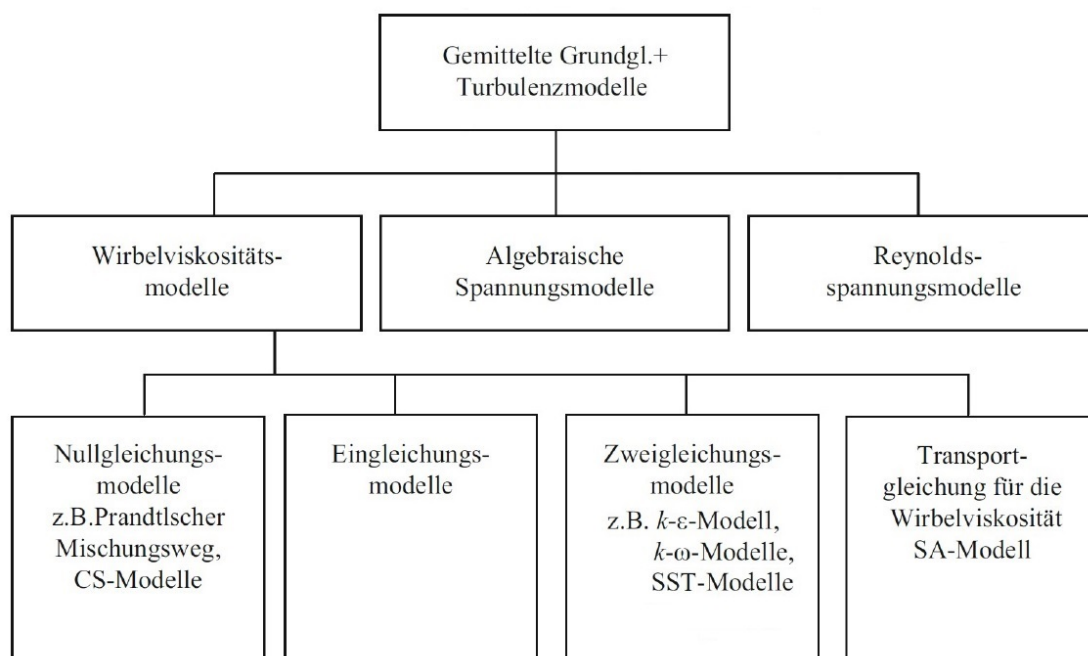 Gemittelte Grundgl.+
Turbulenzmodelle
Wirbelviskositäts-
modelle
Algebraische
Spannungsmodelle
Reynolds-
spannungsmodelle
Nullgleichungs-
modelle
z.B.Prandtlscher
Mischungsweg,
CS-Modelle
Eingleichungs-
modelle
Zweigleichungs-
modelle
z.B. k-ε-Modell,
k-ω-Modelle,
SST-Modelle
Transport-
gleichung für die
Wirbelviskosität
SA-Modell